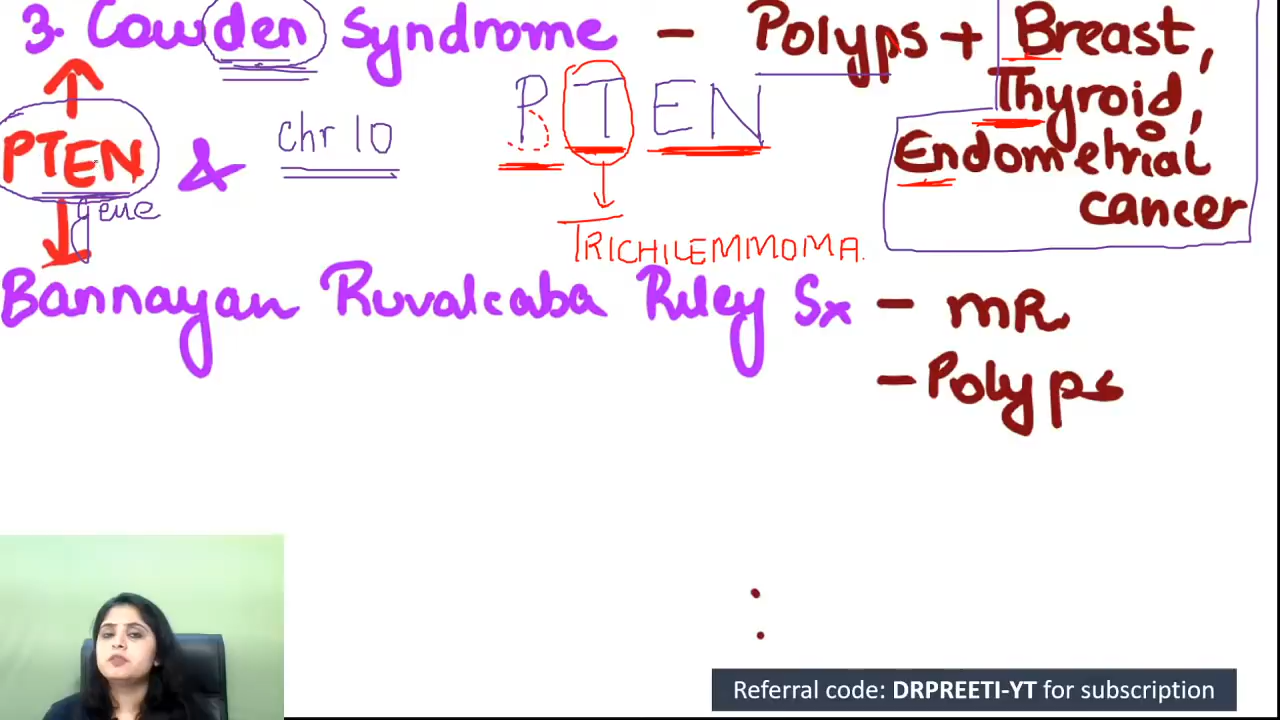 3. Cowden Syndrome - Polyps + Breast,
Thyroid,
Endometrial
cancer
PTEN & chr 10
gene
PTEN
TRICHILEMMOMA.
Bannayan Ruvalcaba Riley Sx - mR
- Polyps
Referral code: DRPREETI-YT for subscription